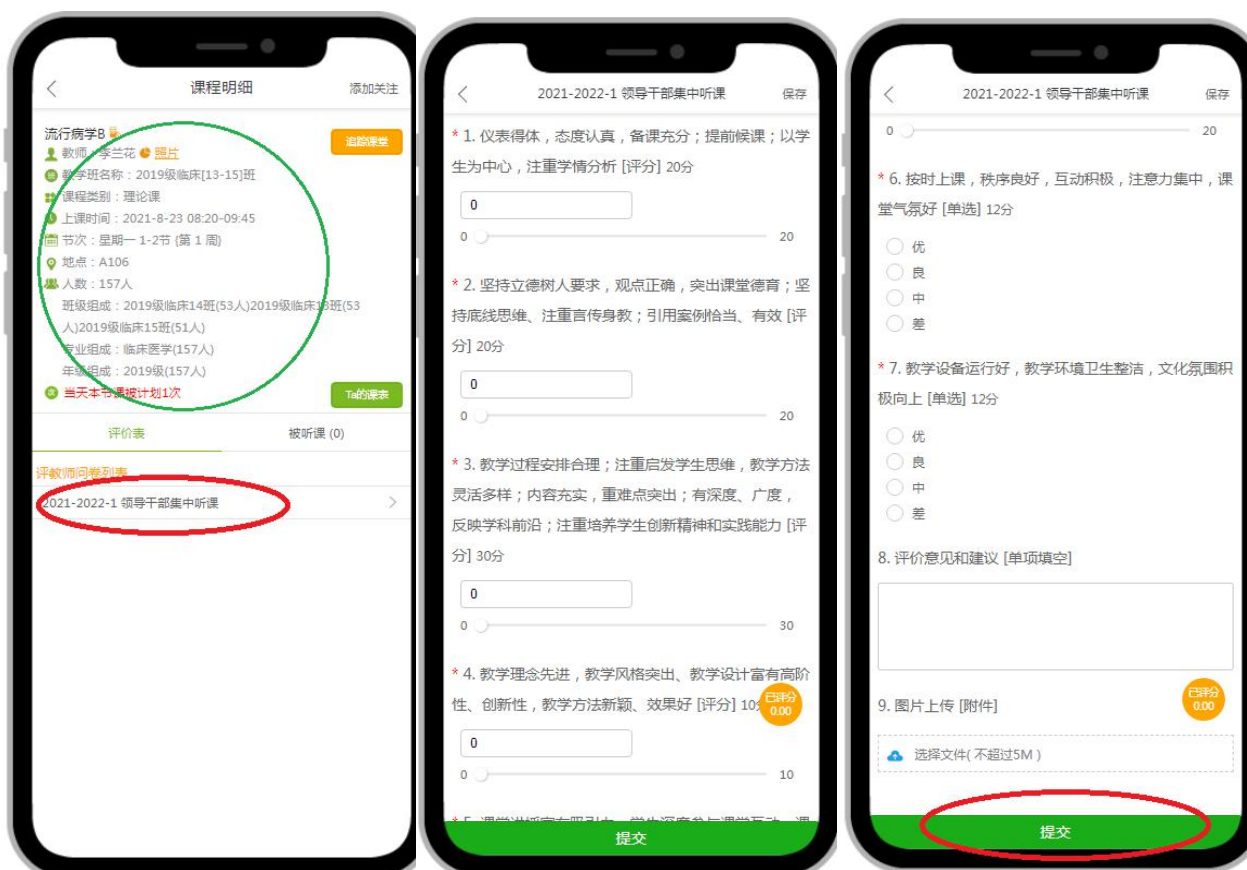 课程明细
添加关注
流行病学B
追踪课堂
教师：李兰花 照片
教学班名称：2019级临床[13-15]班
课程类别：理论课
上课时间：2021-8-23 08:20-09:45
节次：星期一 1-2节 {第 1 周}
地点：A106
人数：157人
班级组成：2019级临床14班(53人)2019级临床13班(53
人)2019级临床15班(51人)
专业组成：临床医学(157人)
年级组成：2019级(157人)
当天本节课被计划1次
Ta的课表
评价表
被听课 (0)
评教师问卷列表
2021-2022-1 领导干部集中听课
2021-2022-1 领导干部集中听课
保存
* 1. 仪表得体，态度认真，备课充分；提前候课；以学
生为中心，注重学情分析 [评分] 20分
0
0 20
* 2. 坚持立德树人要求，观点正确，突出课堂德育；坚
持底线思维、注重言传身教；引用案例恰当、有效 [评
分] 20分
0
0 20
* 3. 教学过程安排合理；注重启发学生思维，教学方法
灵活多样；内容充实，重难点突出；有深度、广度，
反映学科前沿；注重培养学生创新精神和实践能力 [评
分] 30分
0
0 30
* 4. 教学理念先进，教学风格突出、教学设计富有高阶
性、创新性，教学方法新颖、效果好 [评分] 10
已评分
0.00
0
0 10
提交
2021-2022-1 领导干部集中听课
保存
0 20
* 6. 按时上课，秩序良好，互动积极，注意力集中，课
堂气氛好 [单选] 12分
优
良
中
差
* 7. 教学设备运行好，教学环境卫生整洁，文化氛围积
极向上 [单选] 12分
优
良
中
差
8. 评价意见和建议 [单项填空]
9. 图片上传 [附件]
已评分
0.00
选择文件( 不超过5M )
提交